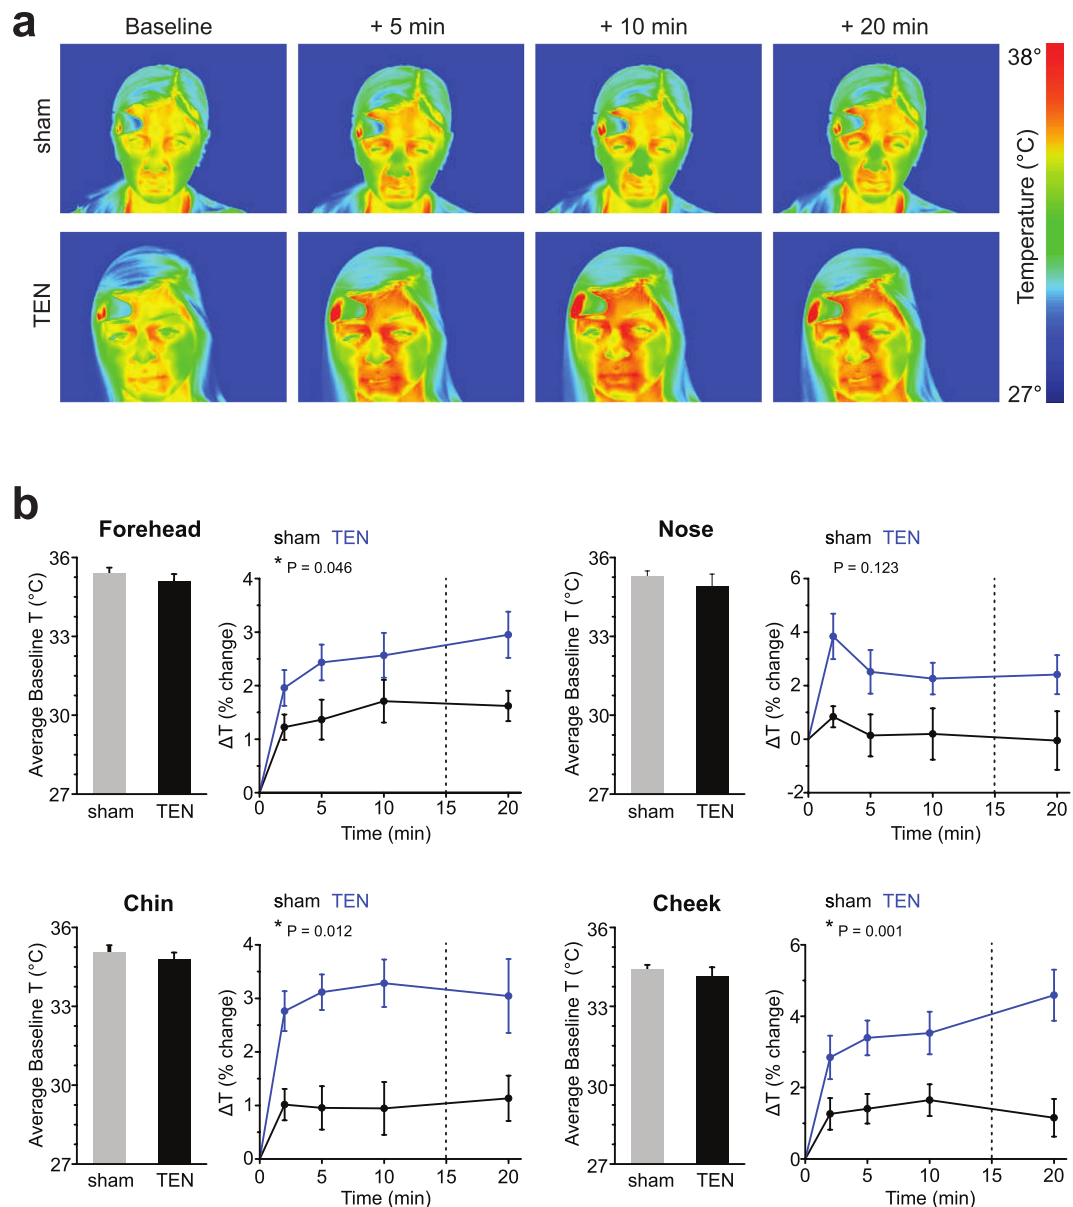 a
Baseline + 5 min + 10 min + 20 min
sham
TEN
38°
Temperature (°C)
27°
b
Forehead
36
33
30
27
Average Baseline T (°C)
sham TEN
sham TEN
* P = 0.046
4
3
2
1
0
ΔT (% change)
0 5 10 15 20
Time (min)
Nose
36
33
30
27
Average Baseline T (°C)
sham TEN
sham TEN
P = 0.123
6
4
2
0
-2
ΔT (% change)
0 5 10 15 20
Time (min)
Chin
36
33
30
27
Average Baseline T (°C)
sham TEN
sham TEN
* P = 0.012
4
3
2
1
0
ΔT (% change)
0 5 10 15 20
Time (min)
Cheek
36
33
30
27
Average Baseline T (°C)
sham TEN
sham TEN
* P = 0.001
6
4
2
0
ΔT (% change)
0 5 10 15 20
Time (min)